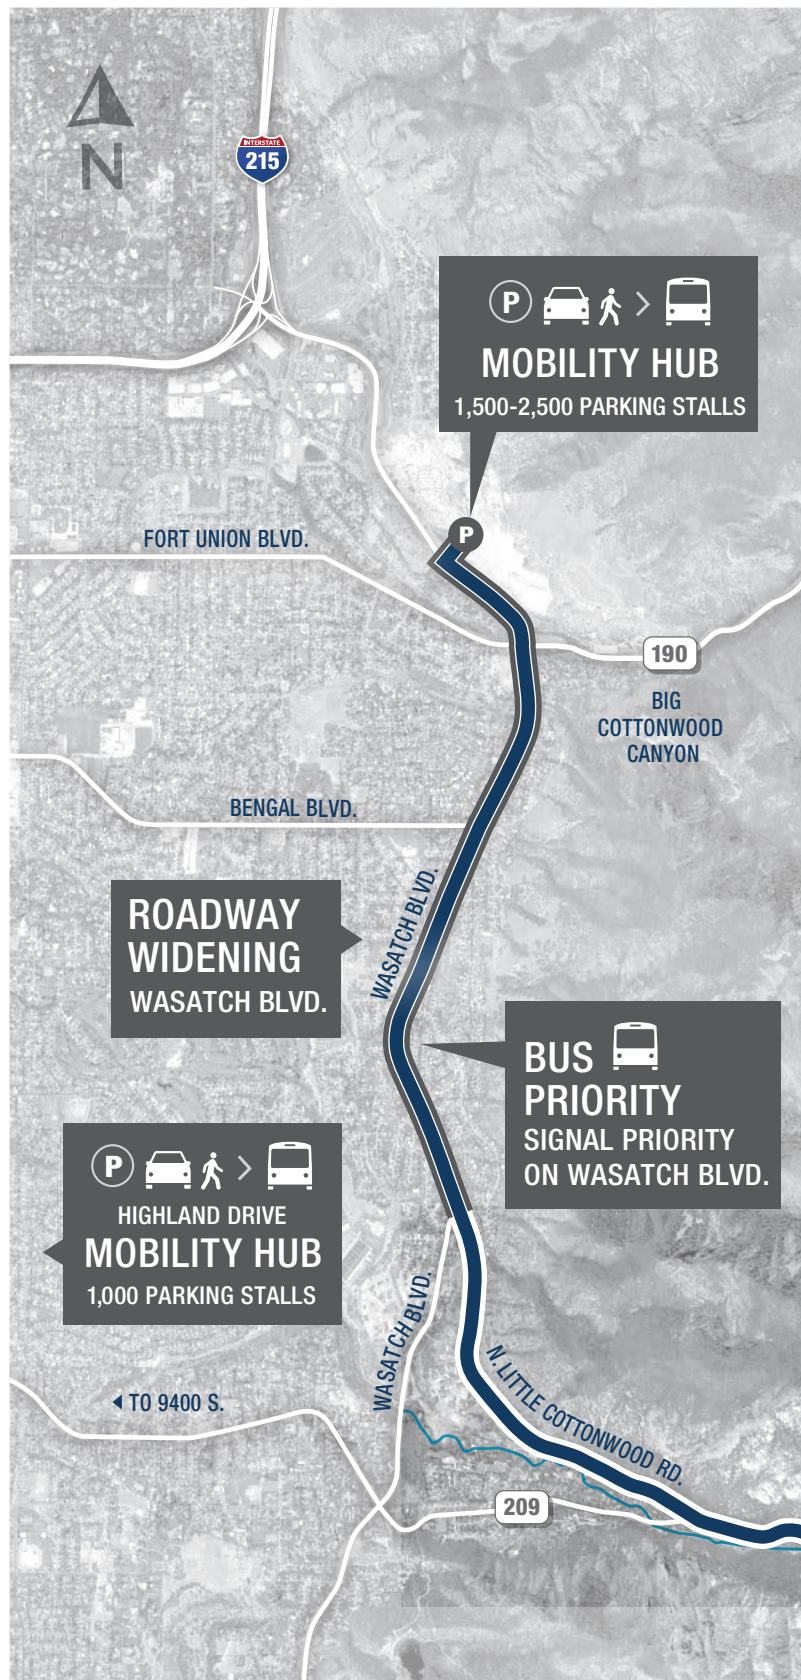 N
INTERSTATE
215
P
MOBILITY HUB
1,500-2,500 PARKING STALLS
P
FORT UNION BLVD.
190
BIG
COTTONWOOD
CANYON
BENGAL BLVD.
WASATCH BLVD.
ROADWAY
WIDENING
WASATCH BLVD.
BUS
PRIORITY
SIGNAL PRIORITY
ON WASATCH BLVD.
P
HIGHLAND DRIVE
MOBILITY HUB
1,000 PARKING STALLS
WASATCH BLVD.
N. LITTLE COTTONWOOD RD.
TO 9400 S.
209